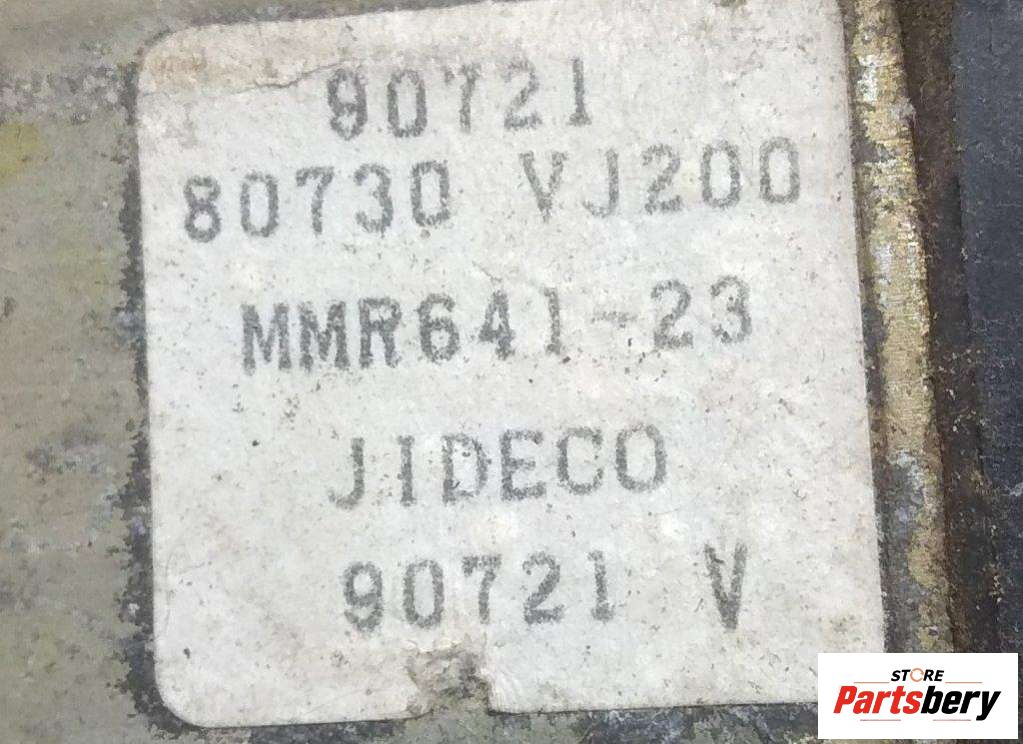 90721
80730 VJ200
MMR641-23
JIDECO
90721 V
STORE
Partsbery